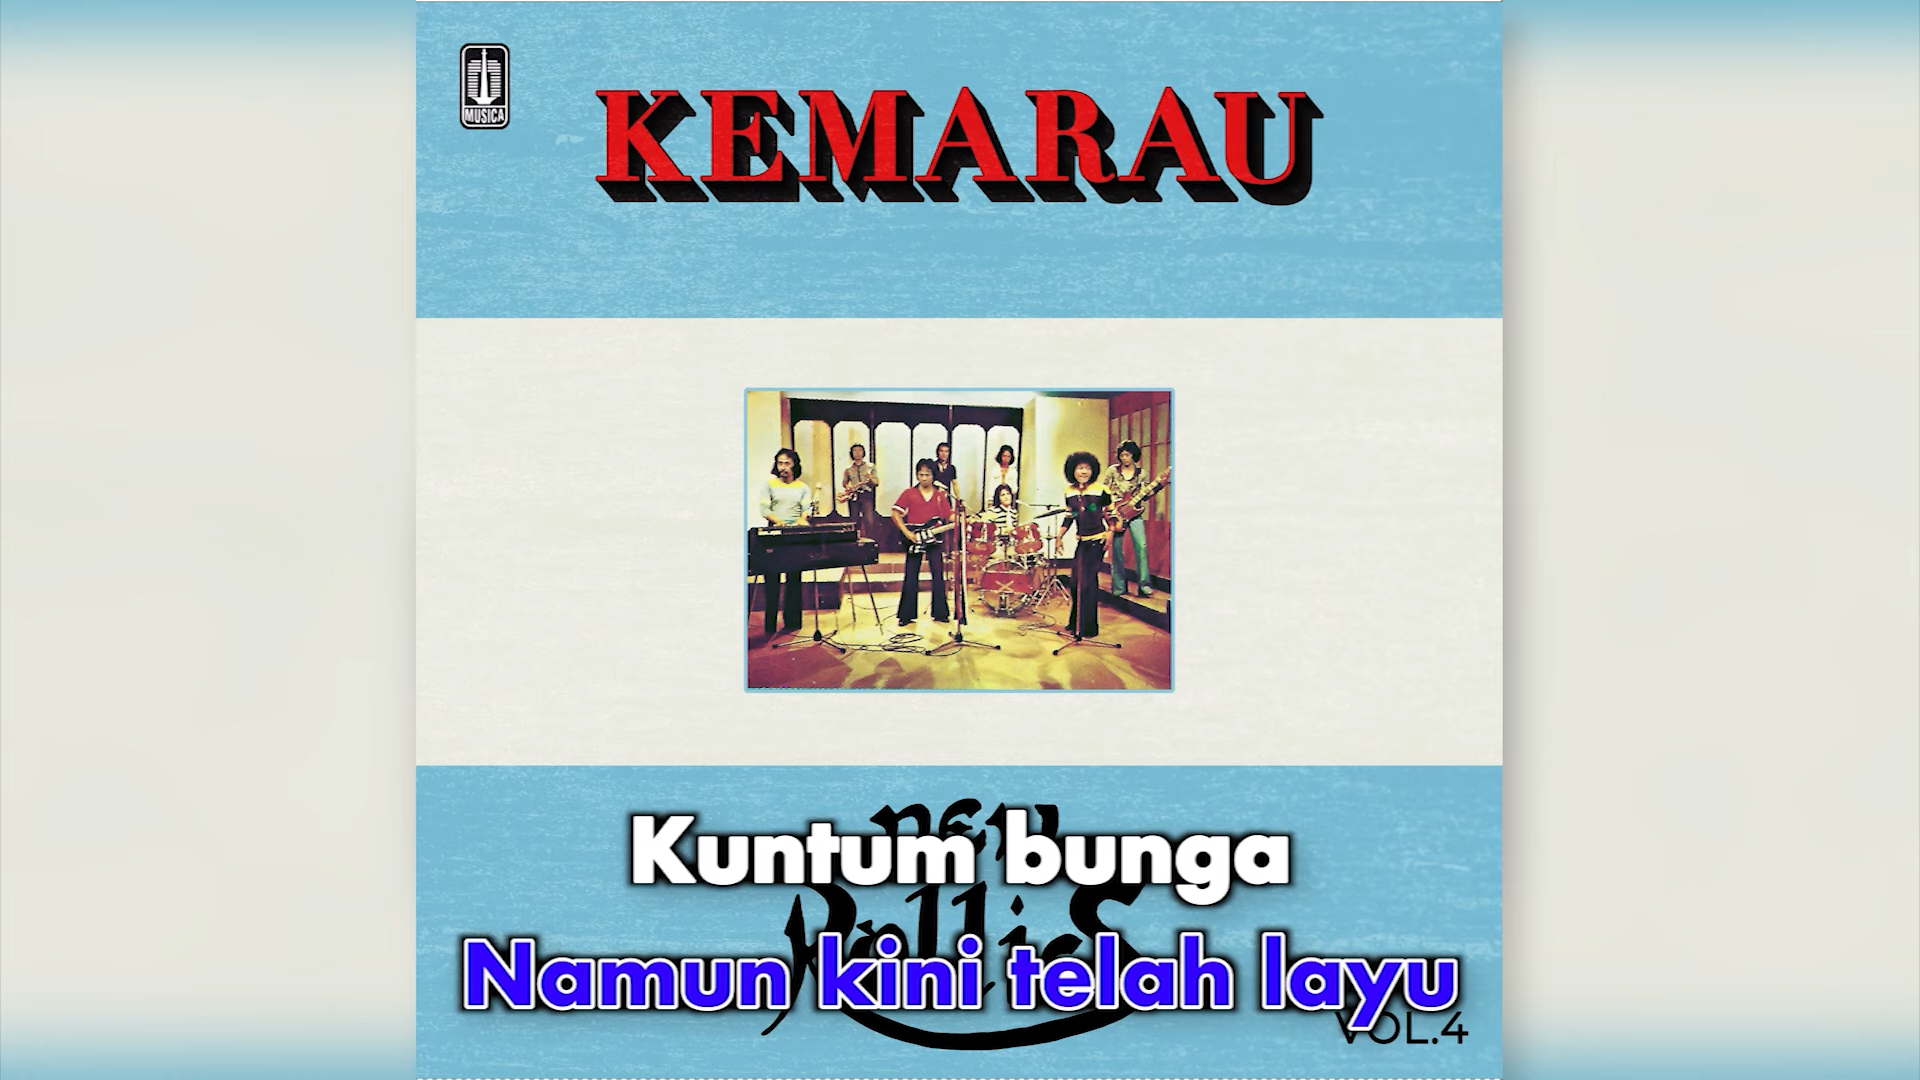 MUSICA
KEMARAU
new
Kuntum bunga
Rollies
Namun kini telah layu
VOL.4